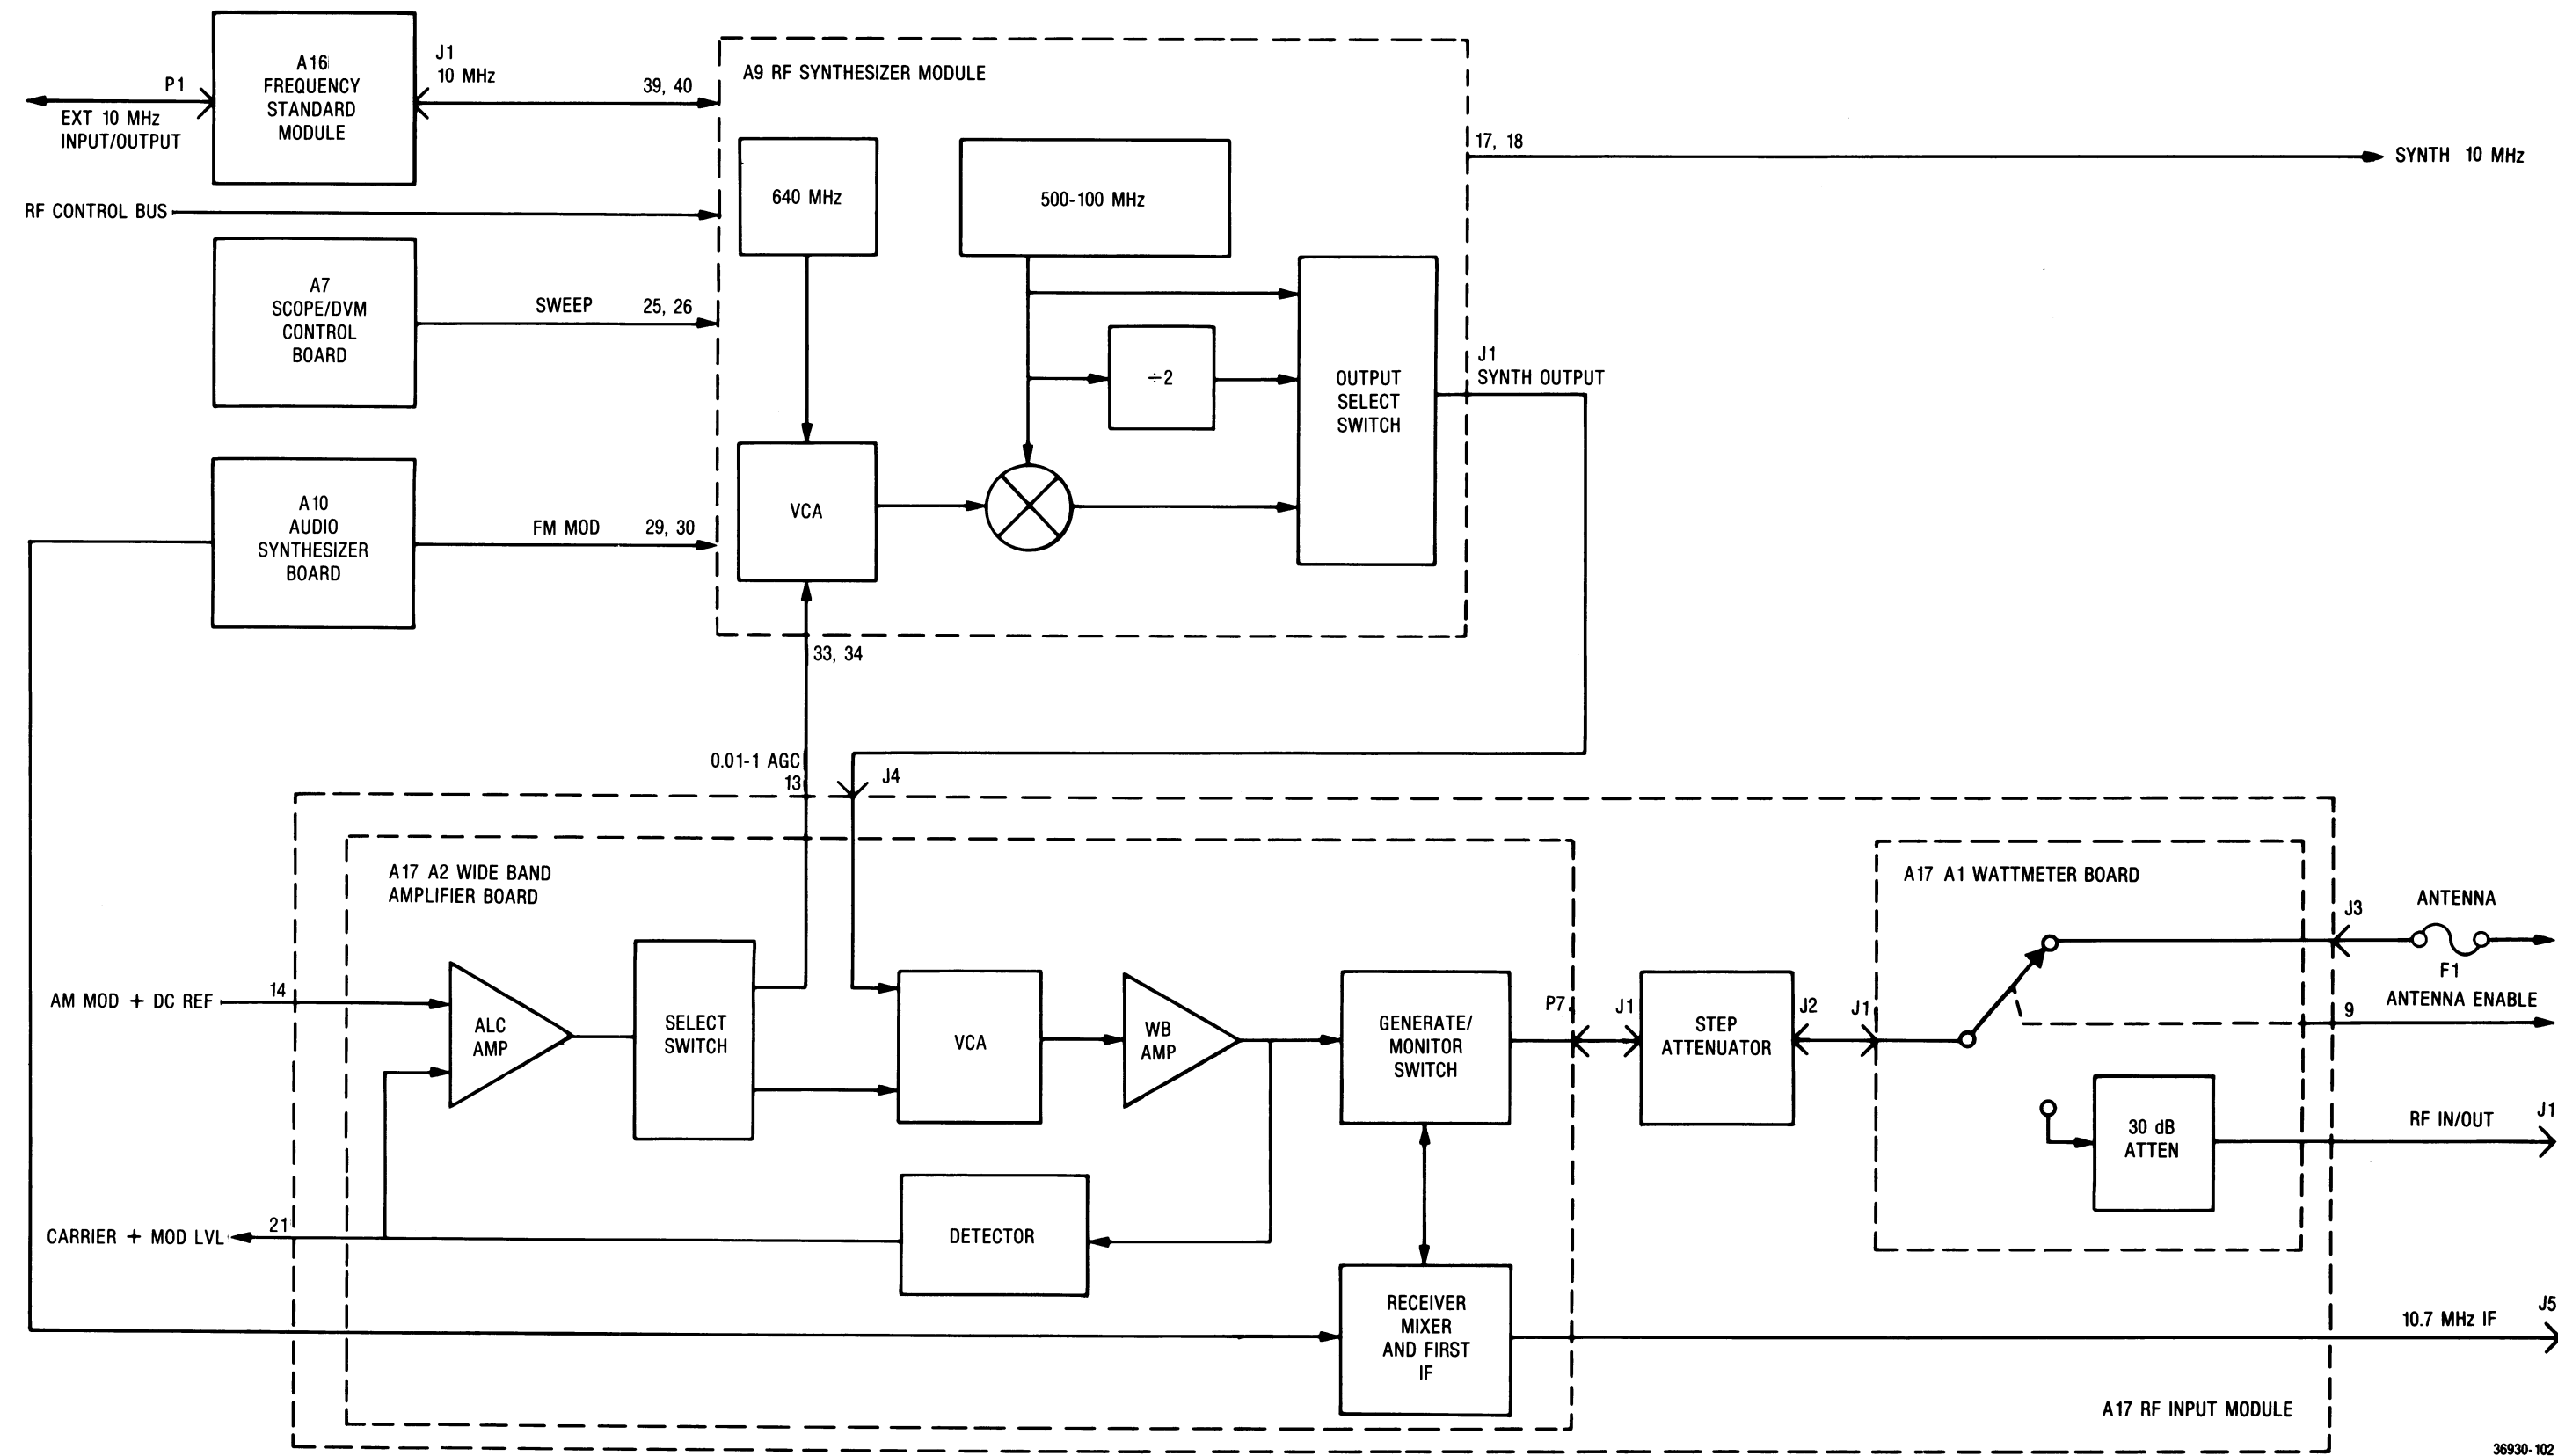 A16
FREQUENCY
STANDARD
MODULE
P1
EXT 10 MHz
INPUT/OUTPUT
J1
10 MHz
39, 40
RF CONTROL BUS
A7
SCOPE/DVM
CONTROL
BOARD
SWEEP
25, 26
A10
AUDIO
SYNTHESIZER
BOARD
FM MOD
29, 30
A9 RF SYNTHESIZER MODULE
640 MHz
500-100 MHz
÷2
VCA
OUTPUT
SELECT
SWITCH
17, 18
SYNTH 10 MHz
J1
SYNTH OUTPUT
33, 34
0.01-1 AGC
13
J4
A17 A2 WIDE BAND
AMPLIFIER BOARD
AM MOD + DC REF
14
ALC
AMP
SELECT
SWITCH
VCA
WB
AMP
GENERATE/
MONITOR
SWITCH
P7
J1
STEP
ATTENUATOR
J2
J1
A17 A1 WATTMETER BOARD
30 dB
ATTEN
J3
ANTENNA
F1
ANTENNA ENABLE
9
RF IN/OUT
J1
CARRIER + MOD LVL
21
DETECTOR
RECEIVER
MIXER
AND FIRST
IF
10.7 MHz IF
J5
A17 RF INPUT MODULE
36930-102